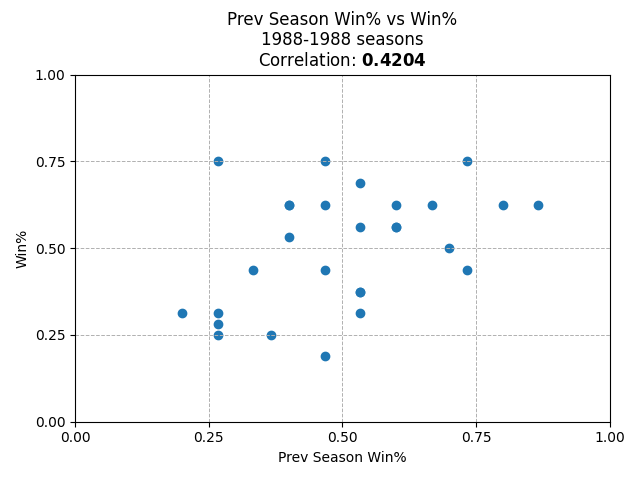 Prev Season Win% vs Win%
1988-1988 seasons
Correlation: 0.4204
1.00
0.75
0.50
0.25
0.00
Win%
0.00 0.25 0.50 0.75 1.00
Prev Season Win%